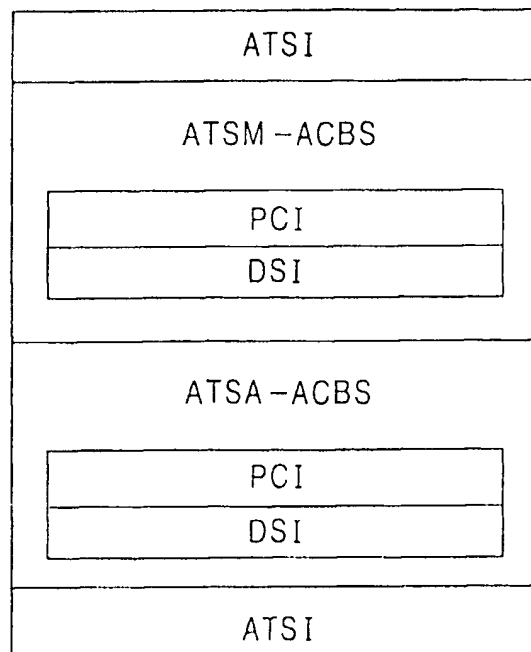 ATSI
ATSM-ACBS
PCI
DSI
ATSA-ACBS
PCI
DSI
ATSI